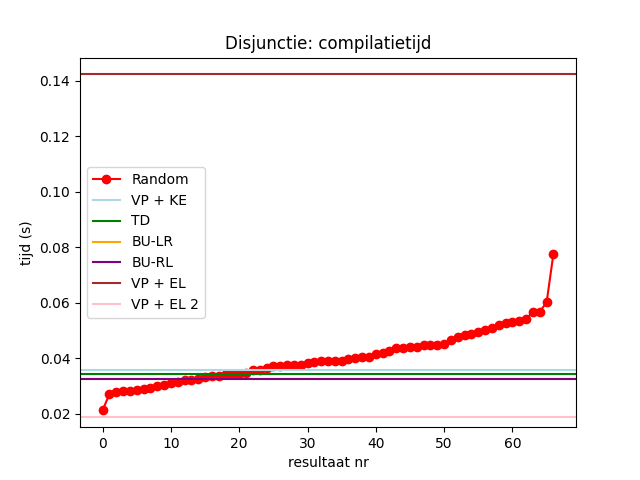 Disjunctie: compilatietijd
tijd (s)
0.14
0.12
0.10
0.08
0.06
0.04
0.02
Random
VP + KE
TD
BU-LR
BU-RL
VP + EL
VP + EL 2
0 10 20 30 40 50 60
resultaat nr